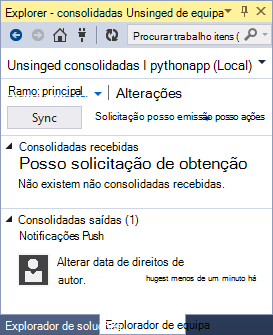 Explorer - consolidadas Unsinged de equipa
Procurar trabalho itens (
Unsinged consolidadas I pythonapp (Local)
Ramo: principal | Alterações
Sync Solicitação posso emissão posso ações
Consolidadas recebidas
Posso solicitação de obtenção
Não existem não consolidadas recebidas.
Consolidadas saídas (1)
Notificações Push
Alterar data de direitos de
autor. hugest menos de um minuto há
Explorador de solu Explorador de equipa